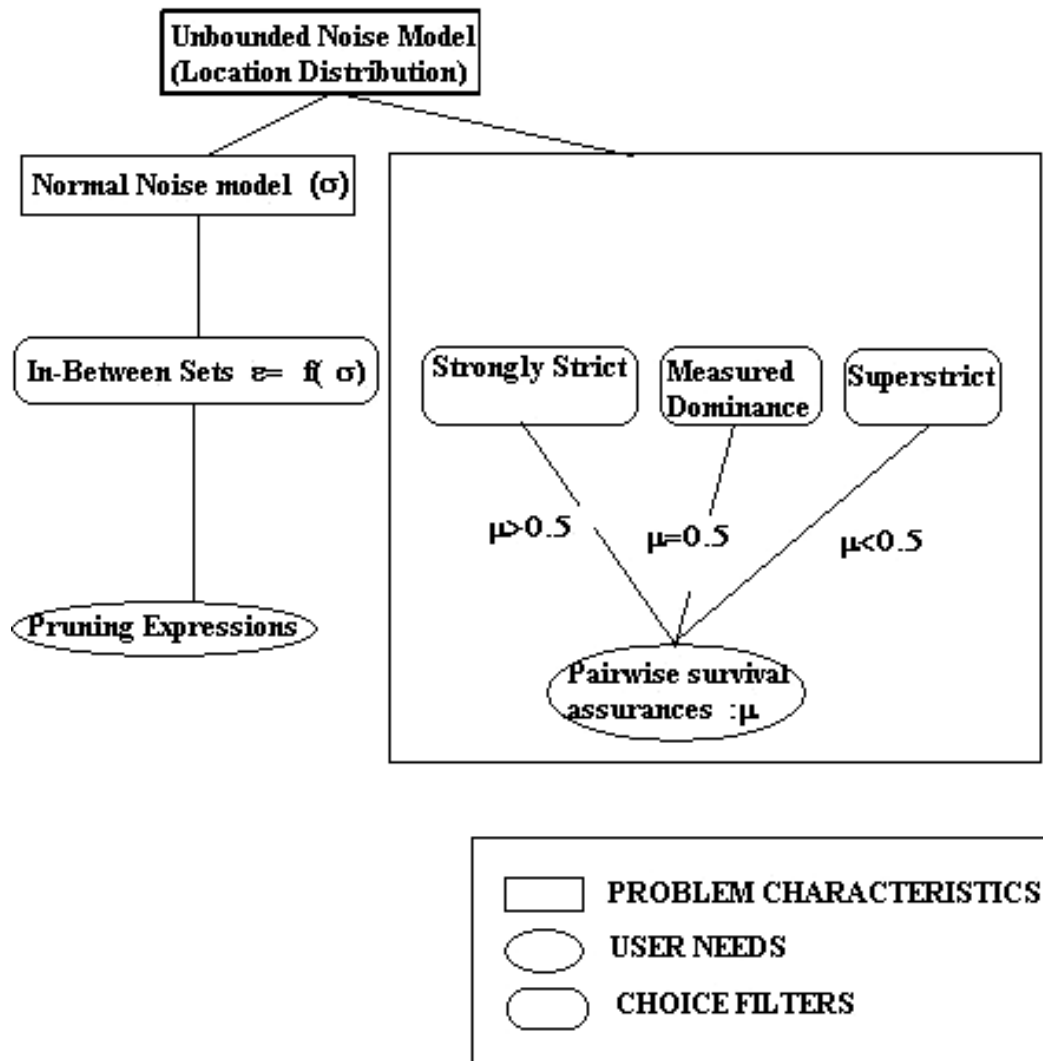 Unbounded Noise Model
(Location Distribution)
Normal Noise model (σ)
In-Between Sets ε= f( σ)
Pruning Expressions
Strongly Strict
Measured
Dominance
Superstrict
μ>0.5
μ=0.5
μ<0.5
Pairwise survival
assurances :μ
PROBLEM CHARACTERISTICS
USER NEEDS
CHOICE FILTERS